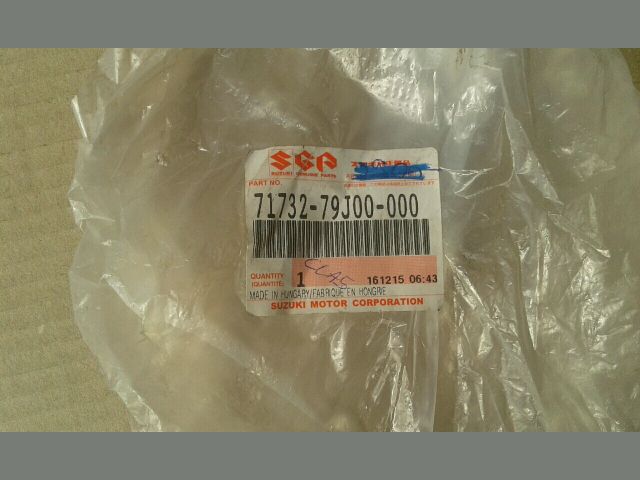 SGP
SUZUKI GENUINE PARTS
PART NO.
71732-79J00-000
QUANTITY
(QUANTITÉ)
1
161215 06:43
MADE IN HUNGARY/FABRIQUE EN HONGRIE
SUZUKI MOTOR CORPORATION